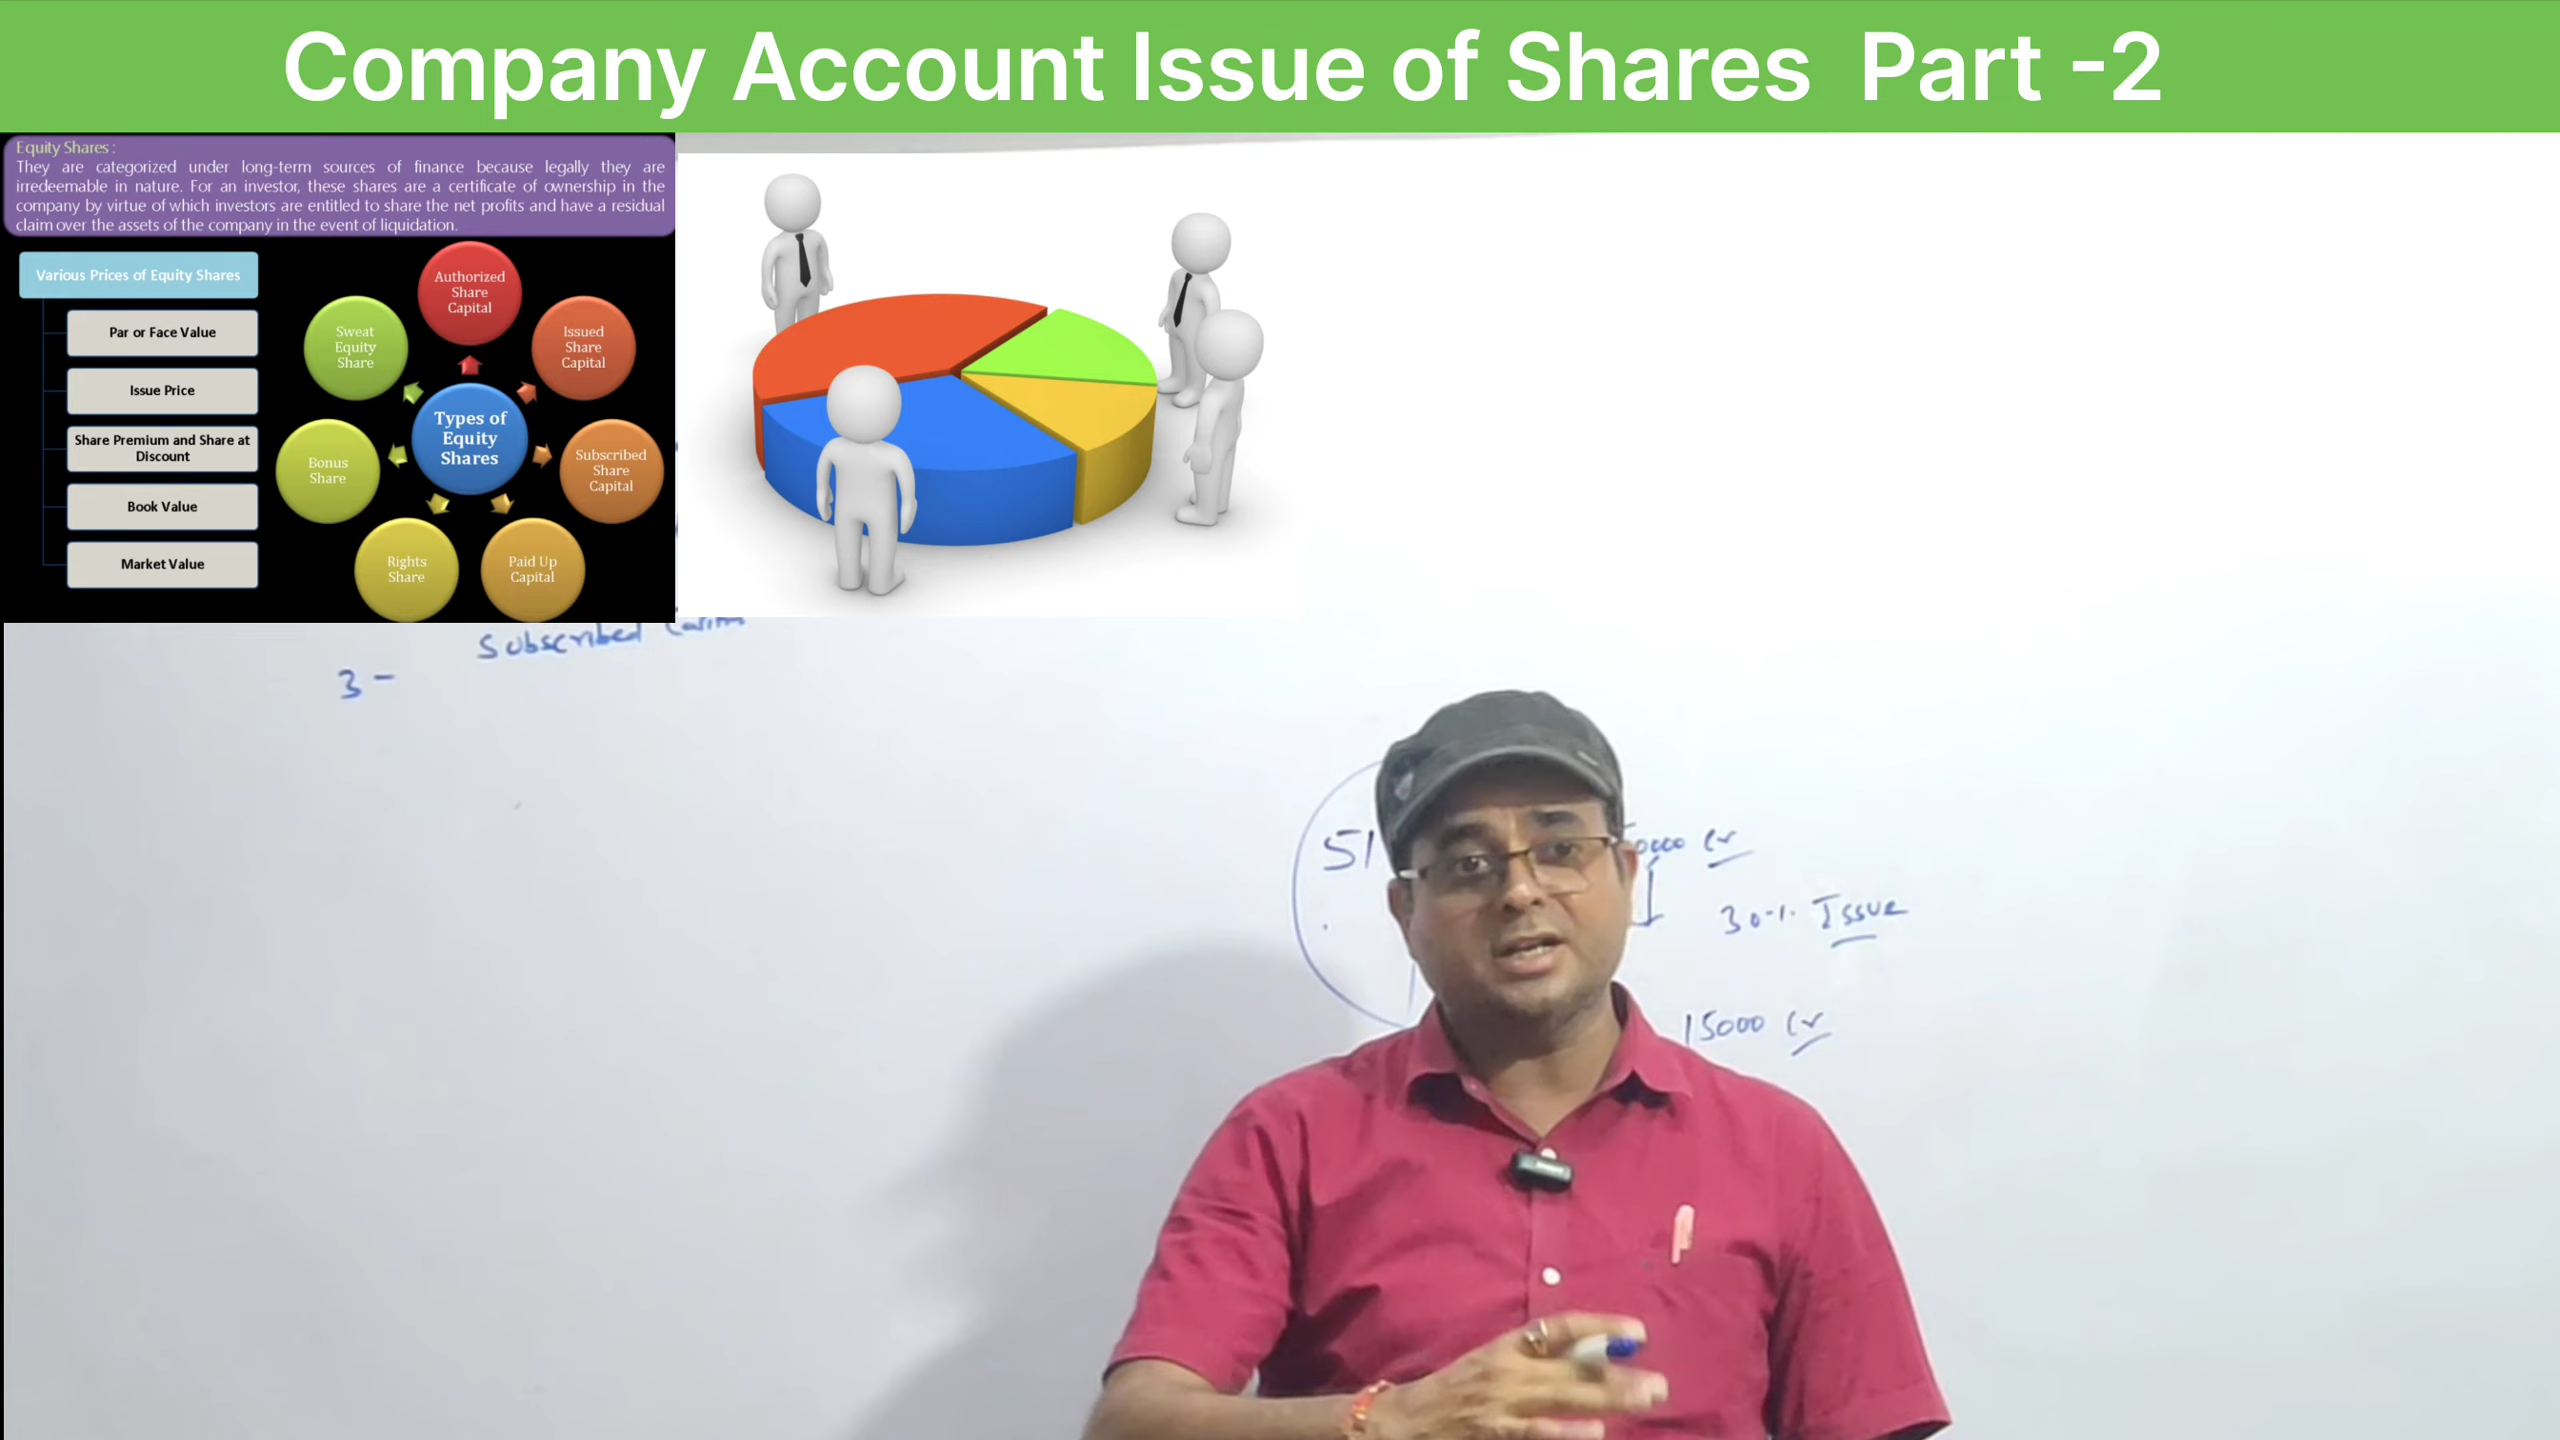 Company Account Issue of Shares Part -2
Equity Shares :
They are categorized under long-term sources of finance because legally they are
irredeemable in nature. For an investor, these shares are a certificate of ownership in the
company by virtue of which investors are entitled to share the net profits and have a residual
claim over the assets of the company in the event of liquidation.
Various Prices of Equity Shares
Par or Face Value
Issue Price
Share Premium and Share at
Discount
Book Value
Market Value
Types of
Equity
Shares
Authorized
Share
Capital
Issued
Share
Capital
Subscribed
Share
Capital
Paid Up
Capital
Rights
Share
Bonus
Share
Sweat
Equity
Share
3 - Subscribed
51
cr
30% Issue
15000 cr